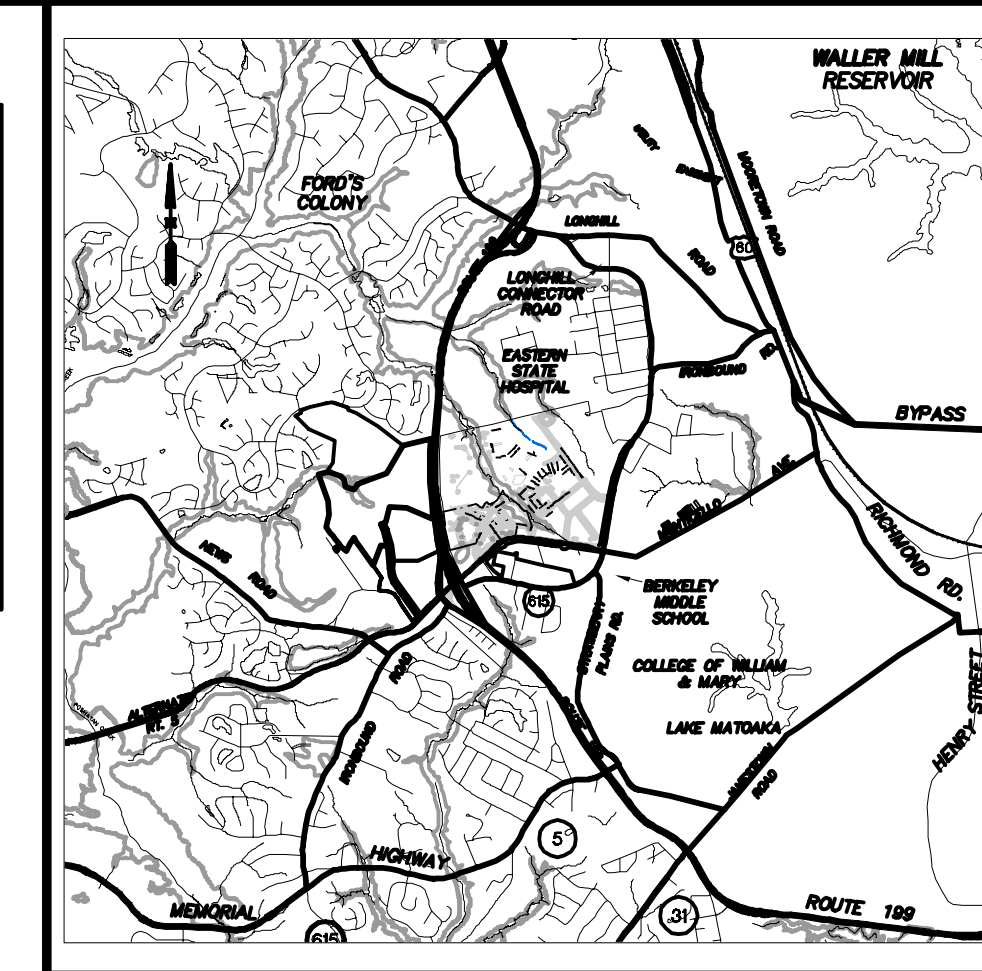 WALLER MILL
RESERVOIR
FORD'S
COLONY
MOORETOWN ROAD
LONGHILL
60
ROAD
LONGHILL
CONNECTOR
ROAD
EASTERN
STATE
HOSPITAL
IRONBOUND
RD.
BYPASS
AVE.
MONTICELLO
RICHMOND RD.
NEWS
ROAD
615
BERKELEY
MIDDLE
SCHOOL
PLAINS RD.
COLLEGE OF WILLIAM
& MARY
ROAD
IRONBOUND
ALTERNATE
RT. 5
LAKE MATOAKA
HENRY STREET
JAMESTOWN
ROAD
5
HIGHWAY
MEMORIAL
615
31
ROUTE 199